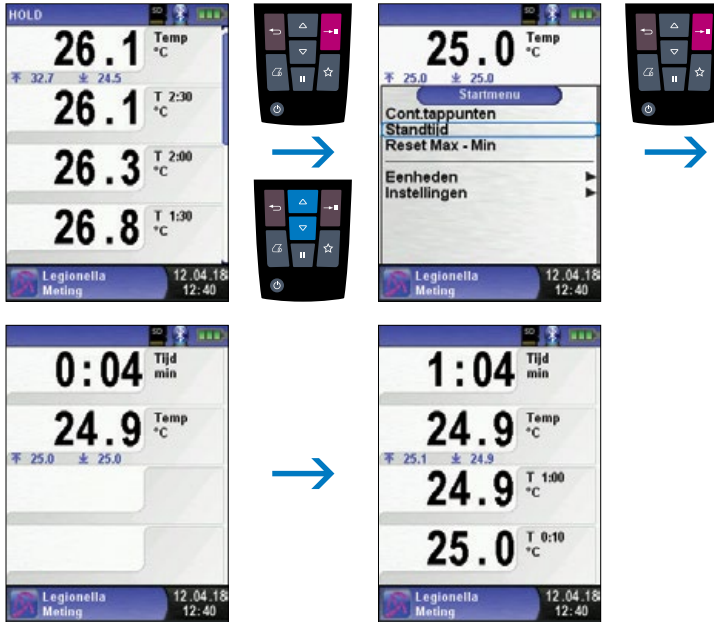 HOLD SD
26.1 Temp °C
32.7 24.5
26.1 T 2:30 °C
26.3 T 2:00 °C
26.8 T 1:30 °C
Legionella 12.04.18
Meting 12:40
SD
25.0 Temp °C
25.0 25.0
Startmenu
Cont.tappunten
Standtijd
Reset Max - Min
Eenheden
Instellingen
Legionella 12.04.18
Meting 12:40
SD
0:04 Tijd min
24.9 Temp °C
25.0 25.0
Legionella 12.04.18
Meting 12:40
SD
1:04 Tijd min
24.9 Temp °C
25.1 24.9
24.9 T 1:00 °C
25.0 T 0:10 °C
Legionella 12.04.18
Meting 12:40